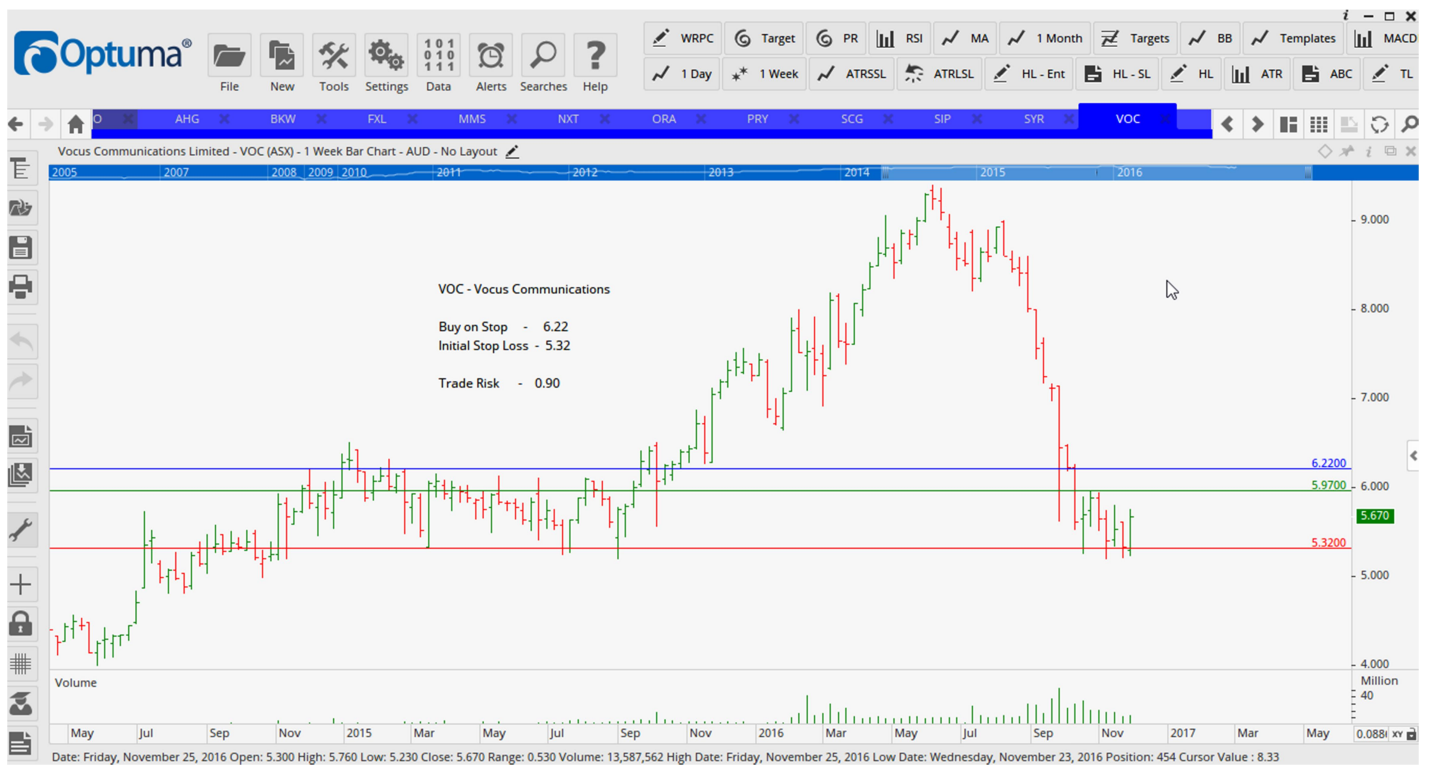 Optuma®
File
New
Tools
Settings
101
010
111
Data
Alerts
Searches
?
Help
WRPC
Target
PR
RSI
MA
1 Month
Targets
BB
Templates
MACD
1 Day
1 Week
ATRSSL
ATRLSL
HL - Ent
HL - SL
HL
ATR
ABC
TL
O
AHG
BKW
FXL
MMS
NXT
ORA
PRY
SCG
SIP
SYR
VOC
Vocus Communications Limited - VOC (ASX) - 1 Week Bar Chart - AUD - No Layout
2005 2007 2008 2009 2010 2011 2012 2013 2014 2015 2016
VOC - Vocus Communications
Buy on Stop - 6.22
Initial Stop Loss - 5.32
Trade Risk - 0.90
9.000
8.000
7.000
6.2200
6.000
5.9700
5.670
5.3200
5.000
4.000
Volume
Million
40
May Jul Sep Nov 2015 Mar May Jul Sep Nov 2016 Mar May Jul Sep Nov 2017 Mar May
XY
Date: Friday, November 25, 2016 Open: 5.300 High: 5.760 Low: 5.230 Close: 5.670 Range: 0.530 Volume: 13,587,562 High Date: Friday, November 25, 2016 Low Date: Wednesday, November 23, 2016 Position: 454 Cursor Value : 8.33